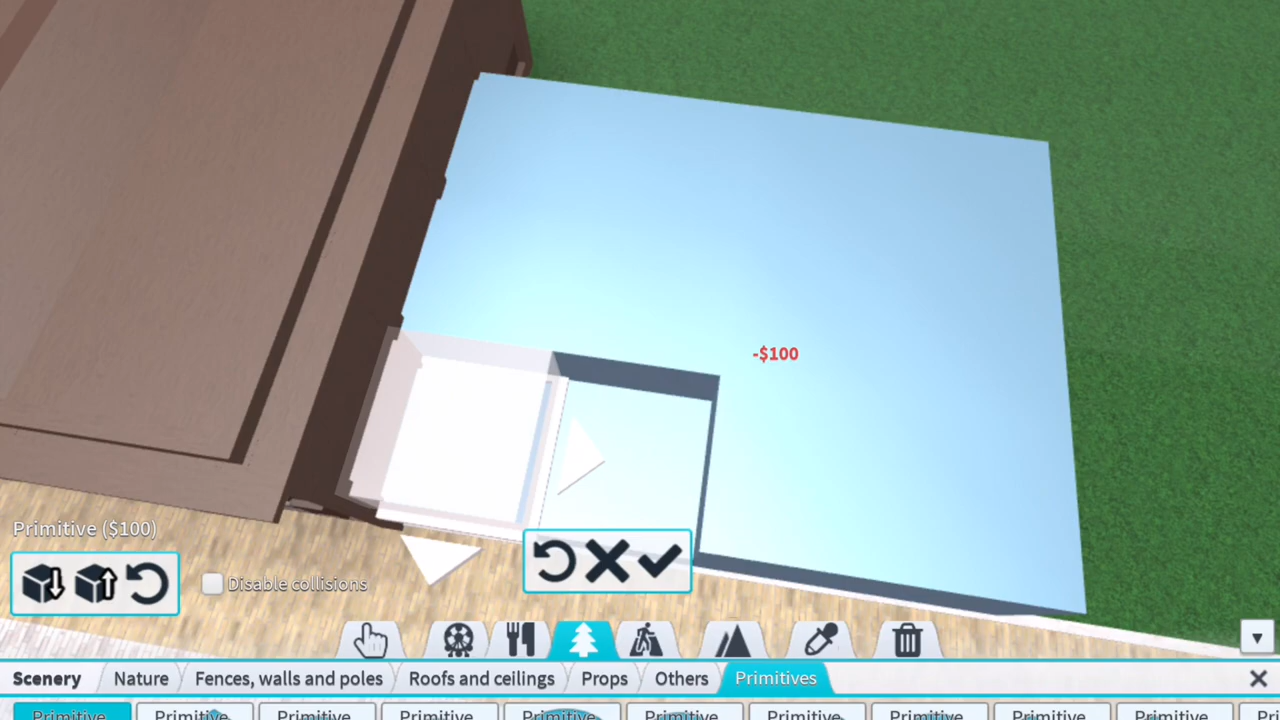 -$100
Primitive ($100)
Disable collisions
Scenery Nature Fences, walls and poles Roofs and ceilings Props Others Primitives
Primitive Primitive Primitive Primitive Primitive Primitive Primitive Primitive Primitive Primitive